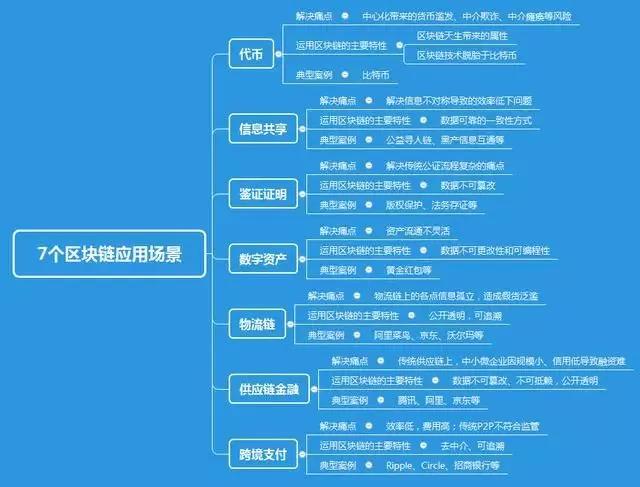 7个区块链应用场景
代币
解决痛点 中心化带来的货币滥发、中介欺诈、中介瘫痪等风险
运用区块链的主要特性
区块链天生带来的属性
区块链技术脱胎于比特币
典型案例 比特币
信息共享
解决痛点 解决信息不对称导致的效率低下问题
运用区块链的主要特性 数据可靠的一致性方式
典型案例 公益寻人链、黑产信息互通等
鉴证证明
解决痛点 解决传统公证流程复杂的痛点
运用区块链的主要特性 数据不可篡改
典型案例 版权保护、法务存证等
数字资产
解决痛点 资产流通不灵活
运用区块链的主要特性 数据不可更改性和可编程性
典型案例 黄金红包等
物流链
解决痛点 物流链上的各点信息孤立，造成假货泛滥
运用区块链的主要特性 公开透明，可追溯
典型案例 阿里菜鸟、京东、沃尔玛等
供应链金融
解决痛点 传统供应链上，中小微企业因规模小、信用低导致融资难
运用区块链的主要特性 数据不可篡改、不可抵赖，公开透明
典型案例 腾讯、阿里、京东等
跨境支付
解决痛点 效率低，费用高；传统P2P不符合监管
运用区块链的主要特性 去中介、可追溯
典型案例 Ripple、Circle、招商银行等